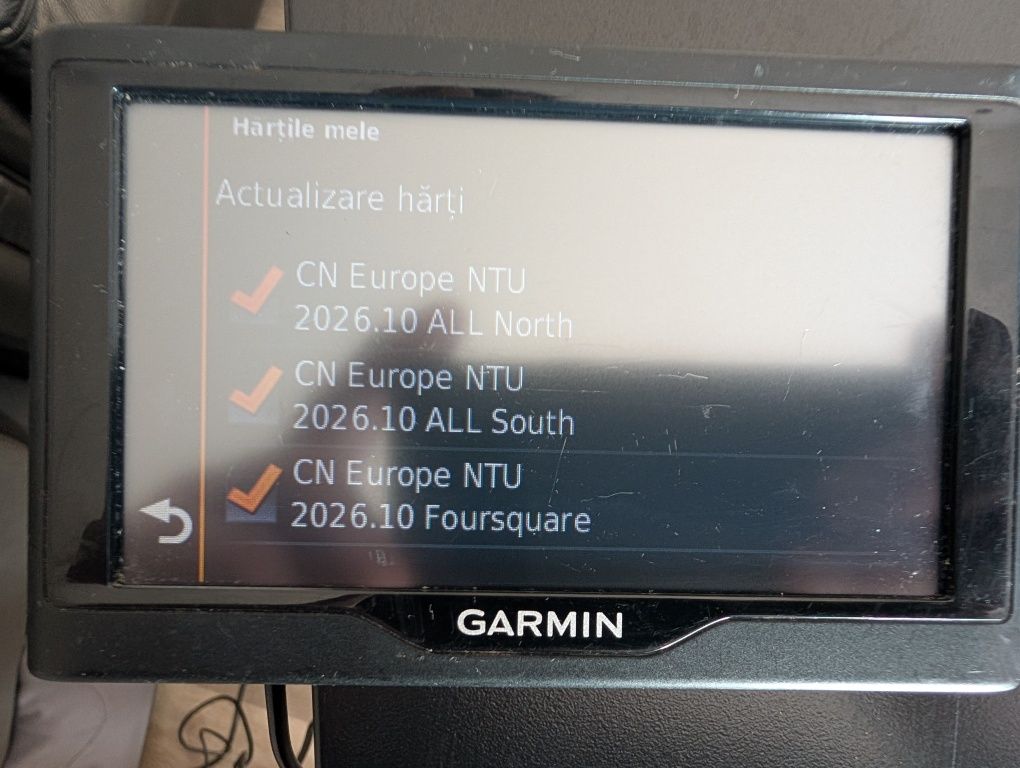 Hărțile mele
Actualizare hărți
CN Europe NTU
2026.10 ALL North
CN Europe NTU
2026.10 ALL South
CN Europe NTU
2026.10 Foursquare
GARMIN